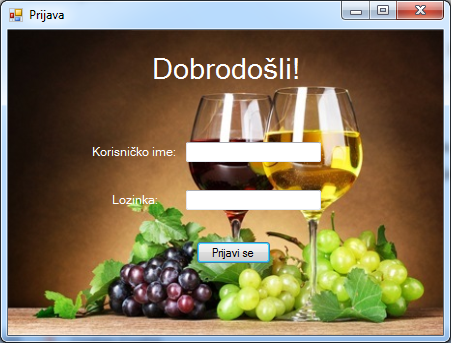 Prijava
Dobrodošli!
Korisničko ime:
Lozinka:
Prijavi se